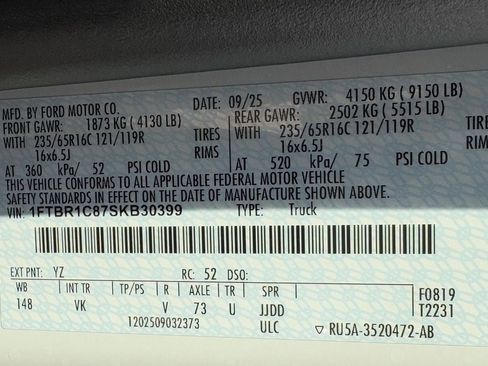 MFD. BY FORD MOTOR CO. DATE: 09/25 GVWR: 4150 KG ( 9150 LB)
FRONT GAWR: 1873 KG ( 4130 LB) REAR GAWR: 2502 KG ( 5515 LB)
WITH 235/65R16C 121/119R TIRES WITH 235/65R16C 121/119R TIRES
16x6.5J RIMS 16x6.5J RIMS
AT 360 kPa/ 52 PSI COLD AT 520 kPa/ 75 PSI COLD
THIS VEHICLE CONFORMS TO ALL APPLICABLE FEDERAL MOTOR VEHICLE
SAFETY STANDARDS IN EFFECT ON THE DATE OF MANUFACTURE SHOWN ABOVE.
VIN: 1FTBR1C87SKB30399 TYPE: Truck
EXT PNT: YZ RC: 52 DSO:
WB INT TR TP/PS R AXLE TR SPR F0819
148 VK V 73 U JJDD T2231
1202509032373 ULC ▼ RU5A-3520472-AB